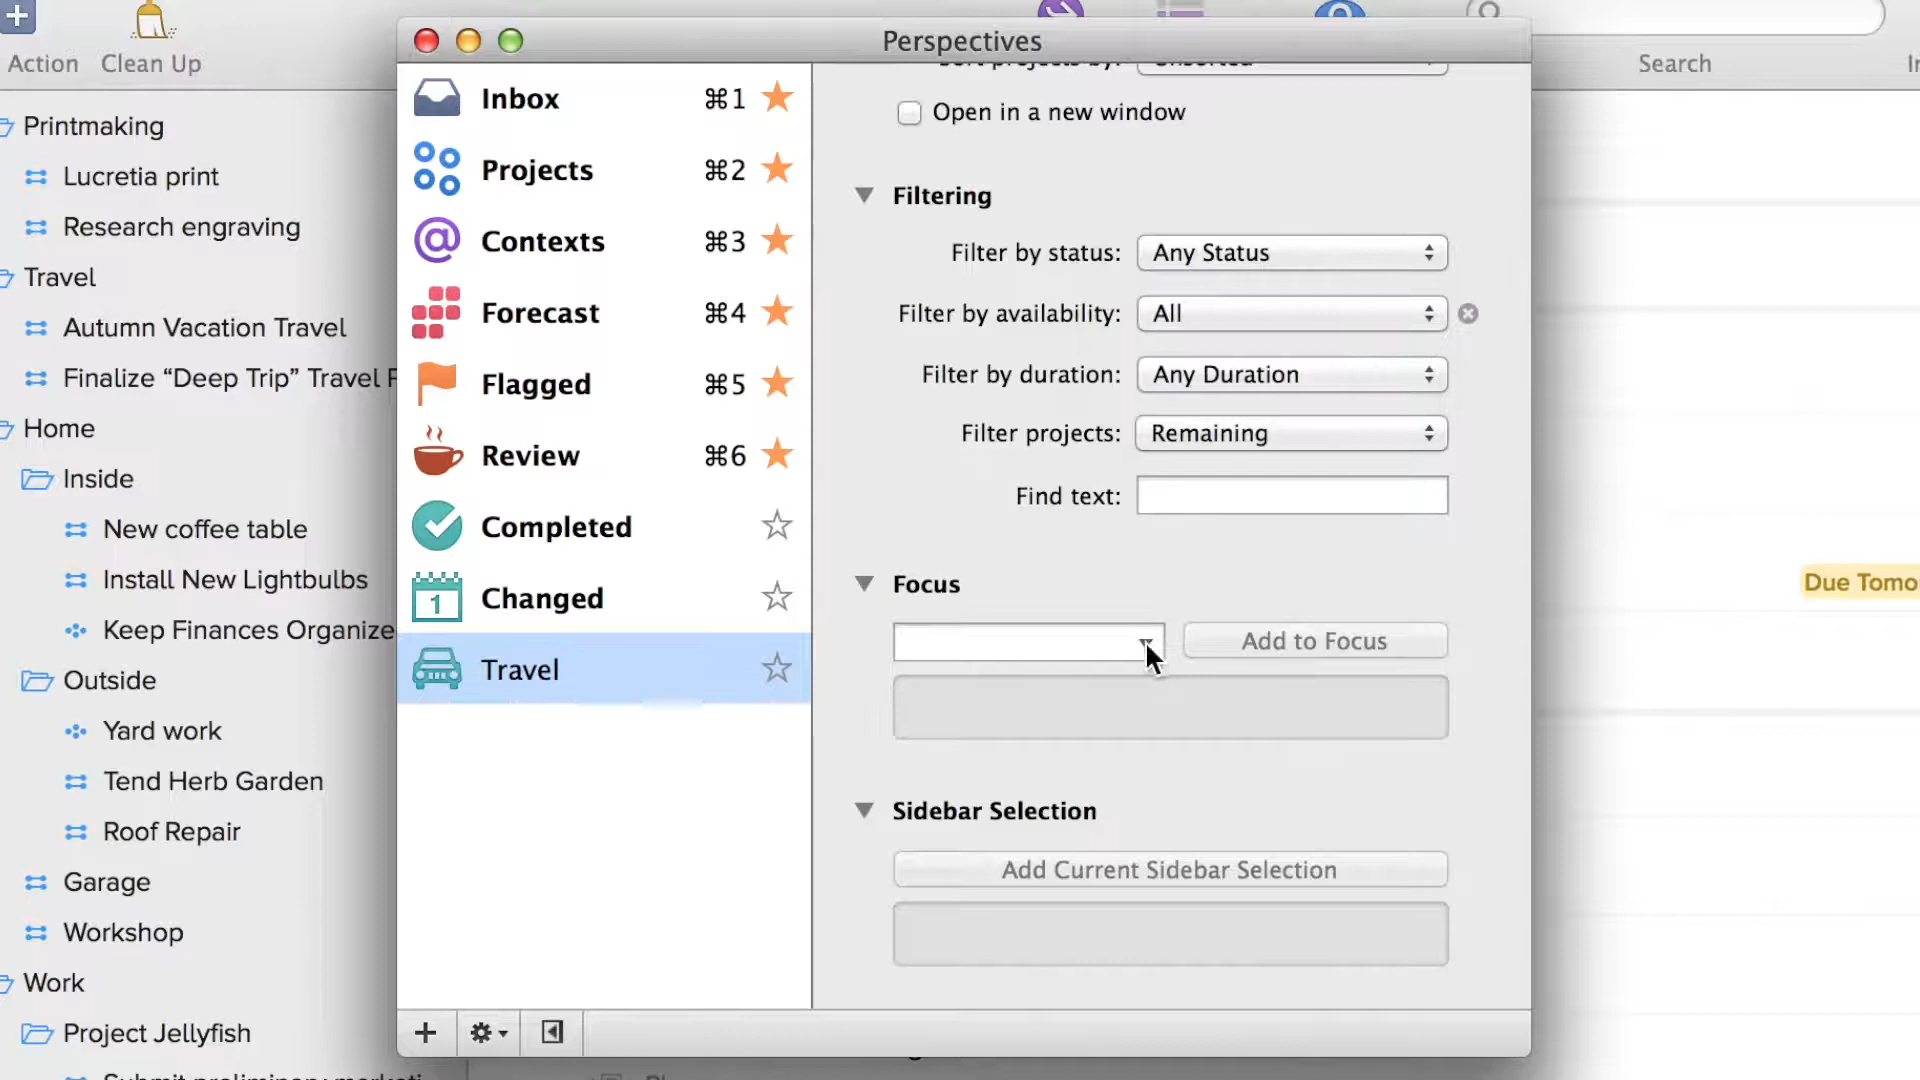 Action
Clean Up
Search
Printmaking
Lucretia print
Research engraving
Travel
Autumn Vacation Travel
Finalize “Deep Trip” Travel
Home
Inside
New coffee table
Install New Lightbulbs
Keep Finances Organize
Outside
Yard work
Tend Herb Garden
Roof Repair
Garage
Workshop
Work
Project Jellyfish
Perspectives
Inbox ⌘1
Projects ⌘2
Contexts ⌘3
Forecast ⌘4
Flagged ⌘5
Review ⌘6
Completed
1 Changed
Travel
Sort projects by: Unsorted
Open in a new window
Filtering
Filter by status: Any Status
Filter by availability: All
Filter by duration: Any Duration
Filter projects: Remaining
Find text:
Focus
Add to Focus
Sidebar Selection
Add Current Sidebar Selection
Due Tomo